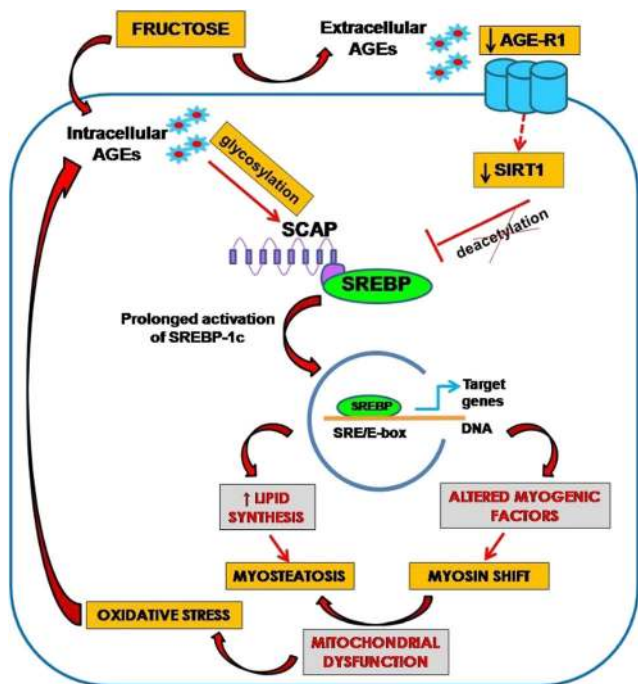 FRUCTOSE
Extracellular
AGEs
↓ AGE-R1
Intracellular
AGEs
glycosylation
↓ SIRT1
deacetylation
SCAP
SREBP
Prolonged activation
of SREBP-1c
Target
genes
SREBP
SRE/E-box
DNA
↑ LIPID
SYNTHESIS
ALTERED MYOGENIC
FACTORS
MYOSTEATOSIS
MYOSIN SHIFT
OXIDATIVE STRESS
MITOCHONDRIAL
DYSFUNCTION